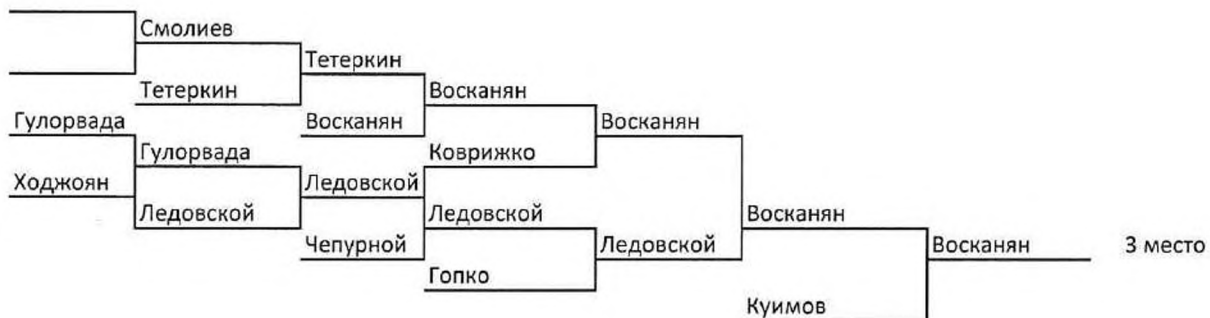 Смолиев
Тетеркин
Тетеркин
Восканян
Гулорвада
Восканян
Восканян
Гулорвада
Коврижко
Ходжоян
Ледовской
Ледовской
Ледовской
Восканян
Чепурной
Ледовской
Восканян
3 место
Гопко
Куимов